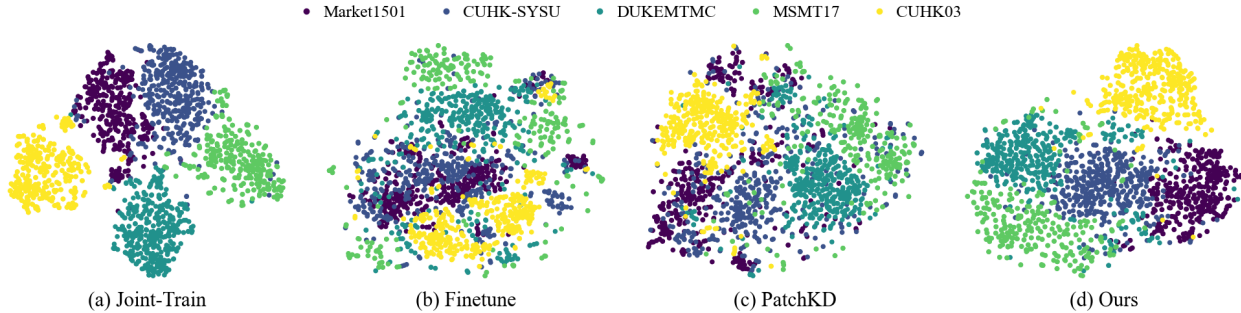 Market1501 CUHK-SYSU DUKEMTMC MSMT17 CUHK03
(a) Joint-Train (b) Finetune (c) PatchKD (d) Ours